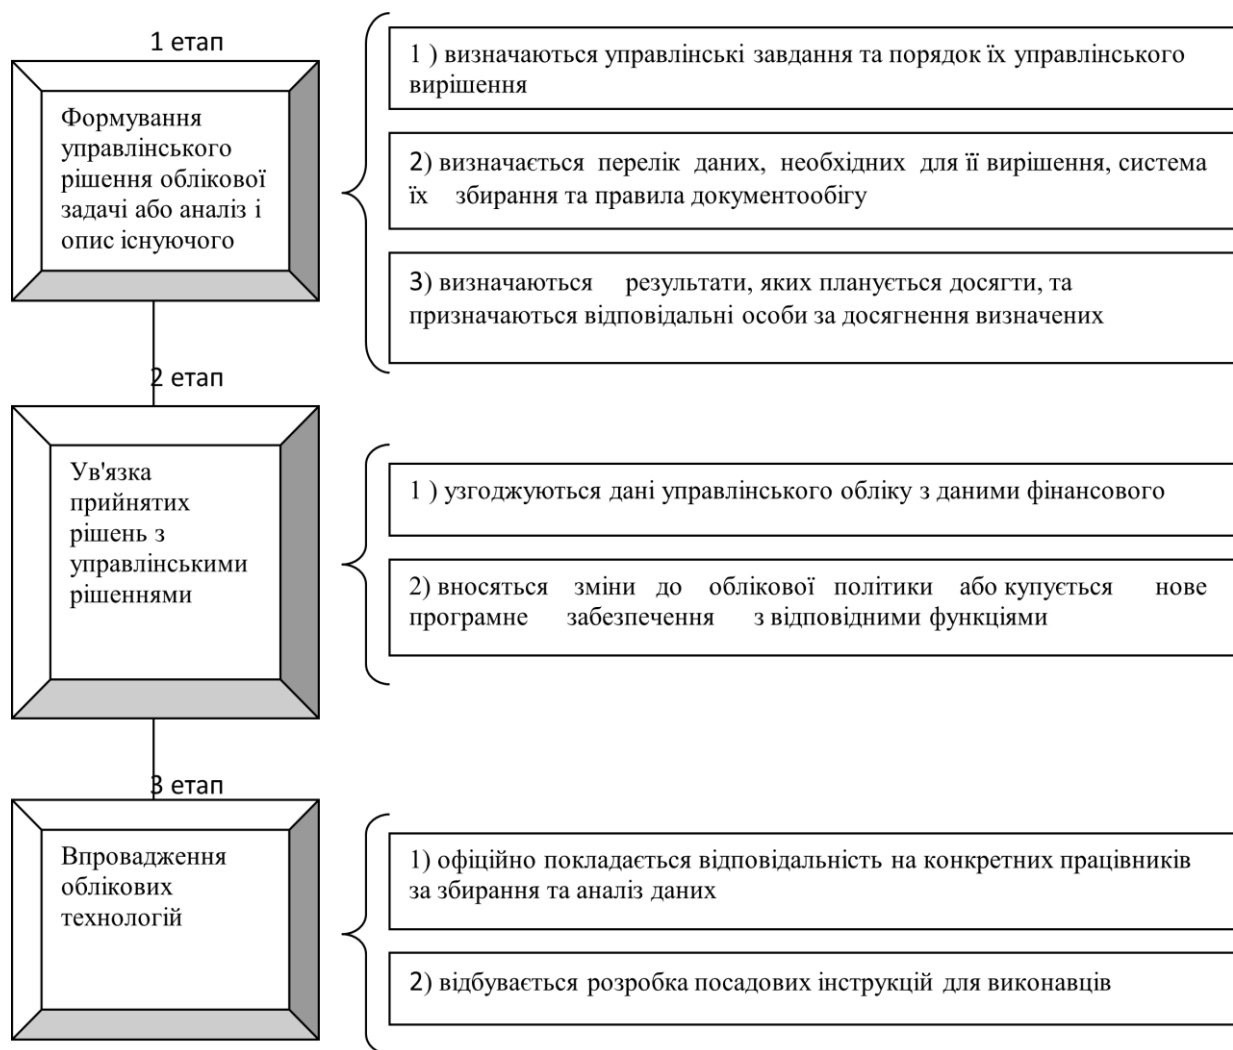 1 етап
Формування
управлінського
рішення облікової
задачі або аналіз і
опис існуючого
1 ) визначаються управлінські завдання та порядок їх управлінського
вирішення
2) визначається перелік даних, необхідних для її вирішення, система
їх збирання та правила документообігу
3) визначаються результати, яких планується досягти, та
призначаються відповідальні особи за досягнення визначених
2 етап
Ув'язка
прийнятих
рішень з
управлінськими
рішеннями
1 ) узгоджуються дані управлінського обліку з даними фінансового
2) вносяться зміни до облікової політики або купується нове
програмне забезпечення з відповідними функціями
3 етап
Впровадження
облікових
технологій
1) офіційно покладається відповідальність на конкретних працівників
за збирання та аналіз даних
2) відбувається розробка посадових інструкцій для виконавців